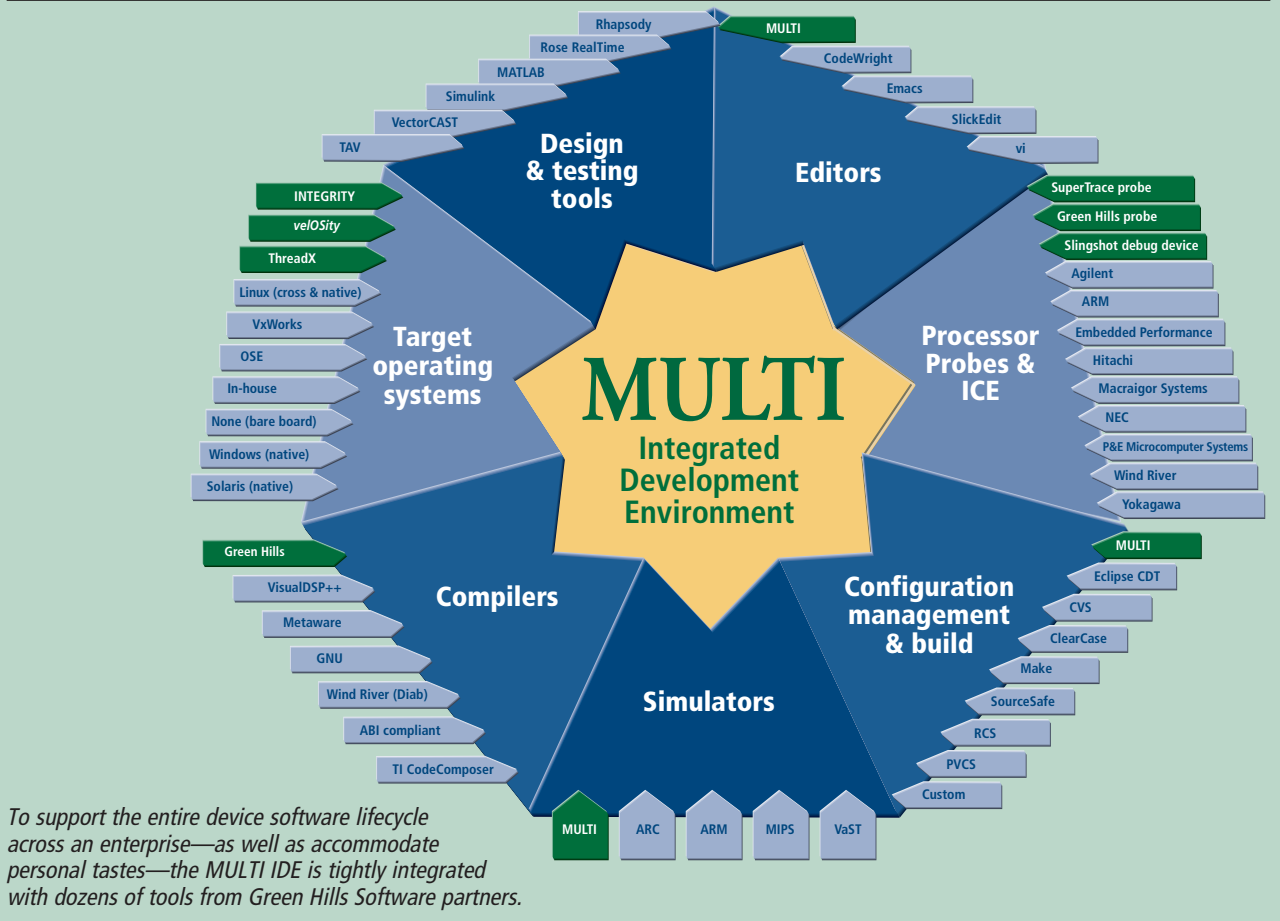 Rhapsody
Rose RealTime
MATLAB
Simulink
VectorCAST
TAV
Design
& testing
tools
MULTI
CodeWright
Emacs
SlickEdit
vi
Editors
INTEGRITY
velOSity
ThreadX
Linux (cross & native)
VxWorks
OSE
In-house
None (bare board)
Windows (native)
Solaris (native)
Target
operating
systems
SuperTrace probe
Green Hills probe
Slingshot debug device
Agilent
ARM
Embedded Performance
Hitachi
Macraigor Systems
NEC
P&E Microcomputer Systems
Wind River
Yokagawa
Processor
Probes &
ICE
MULTI
Integrated
Development
Environment
Green Hills
VisualDSP++
Metaware
GNU
Wind River (Diab)
ABI compliant
TI CodeComposer
Compilers
Simulators
MULTI
ARC
ARM
MIPS
VaST
Configuration
management
& build
MULTI
Eclipse CDT
CVS
ClearCase
Make
SourceSafe
RCS
PVCS
Custom
To support the entire device software lifecycle
across an enterprise—as well as accommodate
personal tastes—the MULTI IDE is tightly integrated
with dozens of tools from Green Hills Software partners.